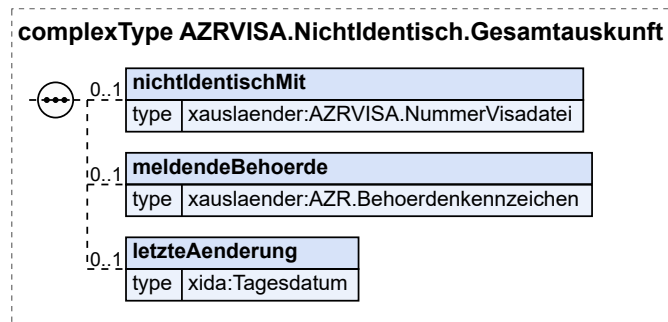 complexType AZRVISA.NichtIdentisch.Gesamtauskunft
0..1 nichtIdentischMit
type xauslaender:AZRVISA.NummerVisadatei
0..1 meldendeBehoerde
type xauslaender:AZR.Behoerdenkennzeichen
0..1 letzteAenderung
type xida:Tagesdatum